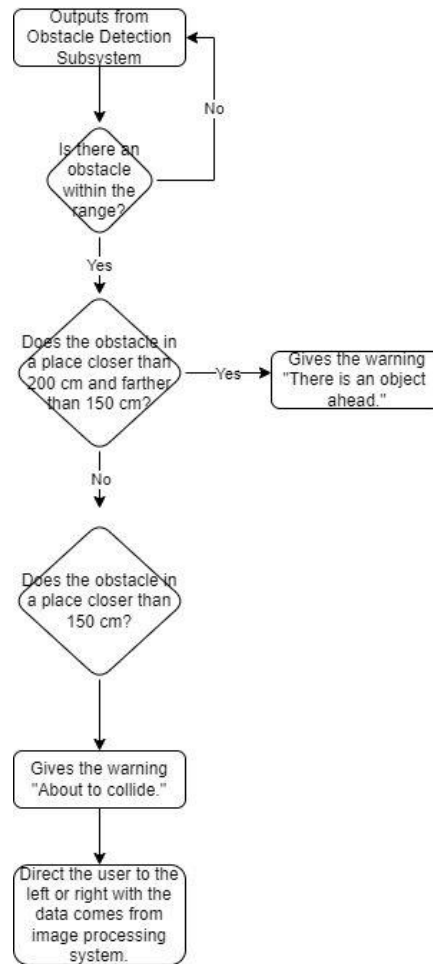 Outputs from
Obstacle Detection
Subsystem
No
Is there an
obstacle
within the
range?
Yes
Does the obstacle in
a place closer than
200 cm and farther
than 150 cm?
Yes
Gives the warning
"There is an object
ahead."
No
Does the obstacle in
a place closer than
150 cm?
Gives the warning
"About to collide."
Direct the user to the
left or right with the
data comes from
image processing
system.